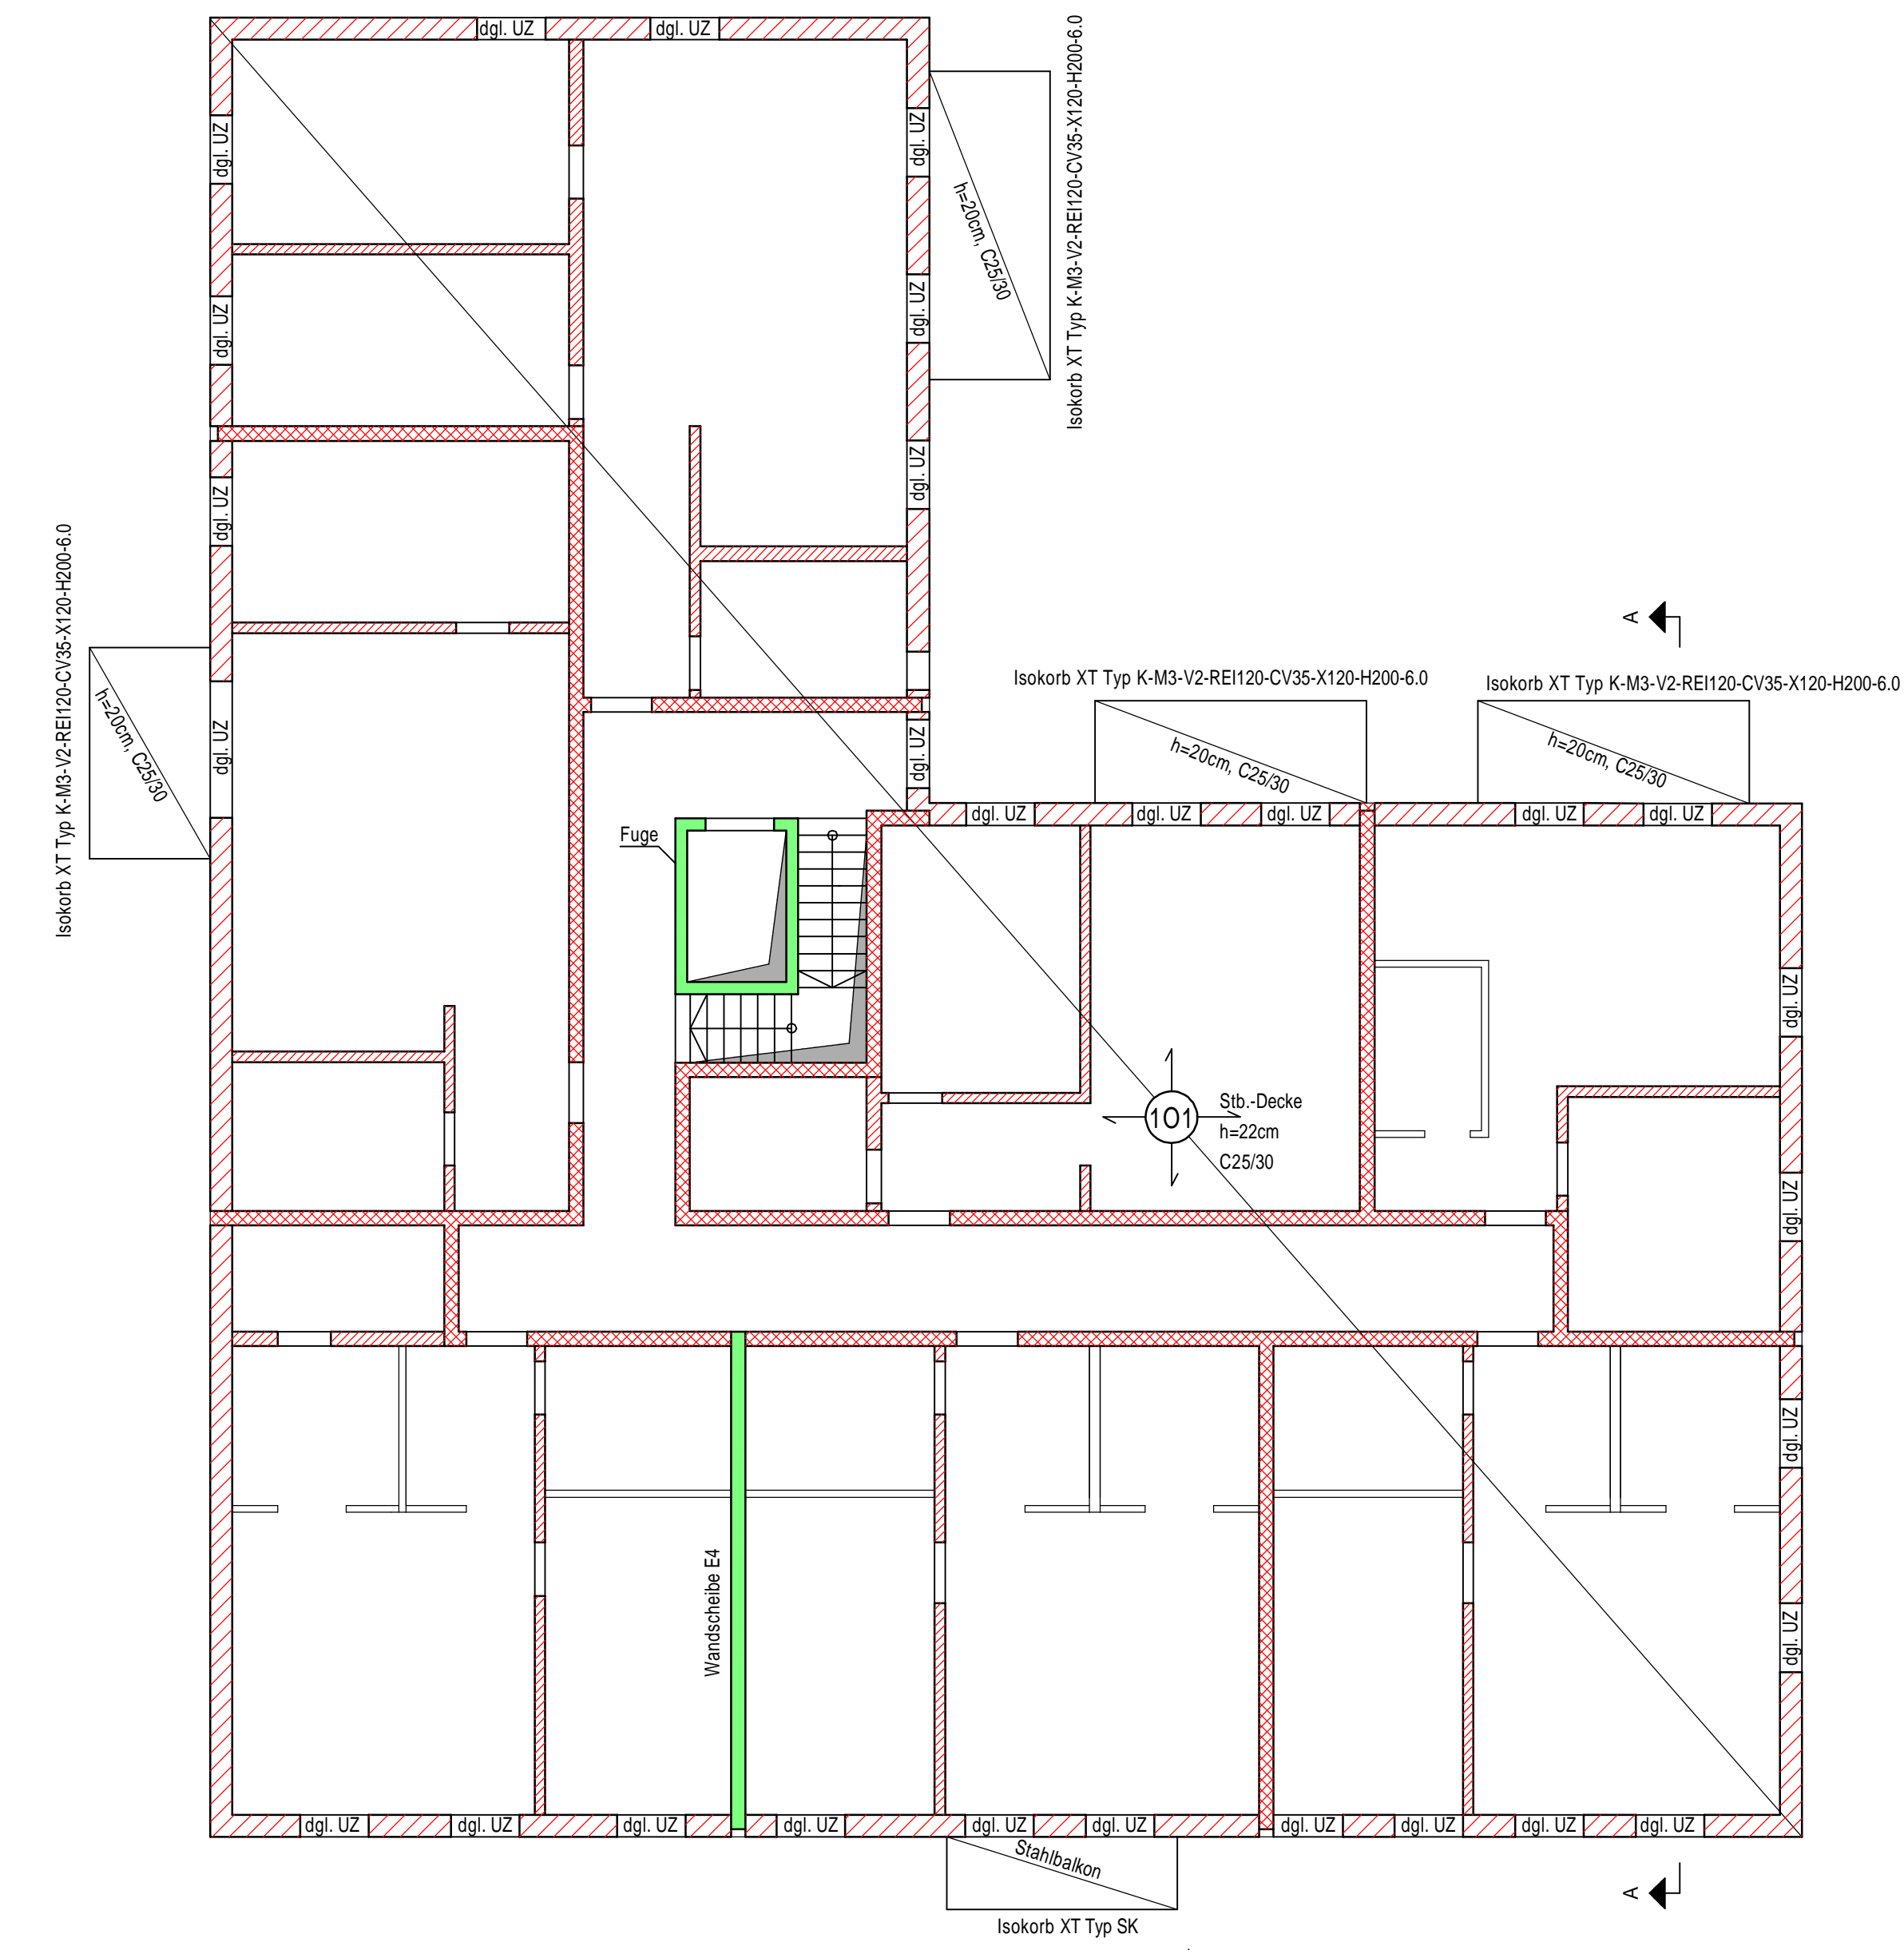 dgl. UZ
dgl. UZ
dgl. UZ
dgl. UZ
h=20cm, C25/30
Isokorb XT Typ K-M3-V2-REI120-CV35-X120-H200-6.0
dgl. UZ
dgl. UZ
dgl. UZ
dgl. UZ
A
Isokorb XT Typ K-M3-V2-REI120-CV35-X120-H200-6.0
h=20cm, C25/30
dgl. UZ
dgl. UZ
Isokorb XT Typ K-M3-V2-REI120-CV35-X120-H200-6.0
Isokorb XT Typ K-M3-V2-REI120-CV35-X120-H200-6.0
h=20cm, C25/30
h=20cm, C25/30
Fuge
dgl. UZ
dgl. UZ
dgl. UZ
dgl. UZ
dgl. UZ
dgl. UZ
101
Stb.-Decke
h=22cm
C25/30
dgl. UZ
dgl. UZ
Wandscheibe E4
dgl. UZ
dgl. UZ
dgl. UZ
dgl. UZ
dgl. UZ
dgl. UZ
dgl. UZ
dgl. UZ
dgl. UZ
dgl. UZ
dgl. UZ
Stahlbalkon
A
Isokorb XT Typ SK